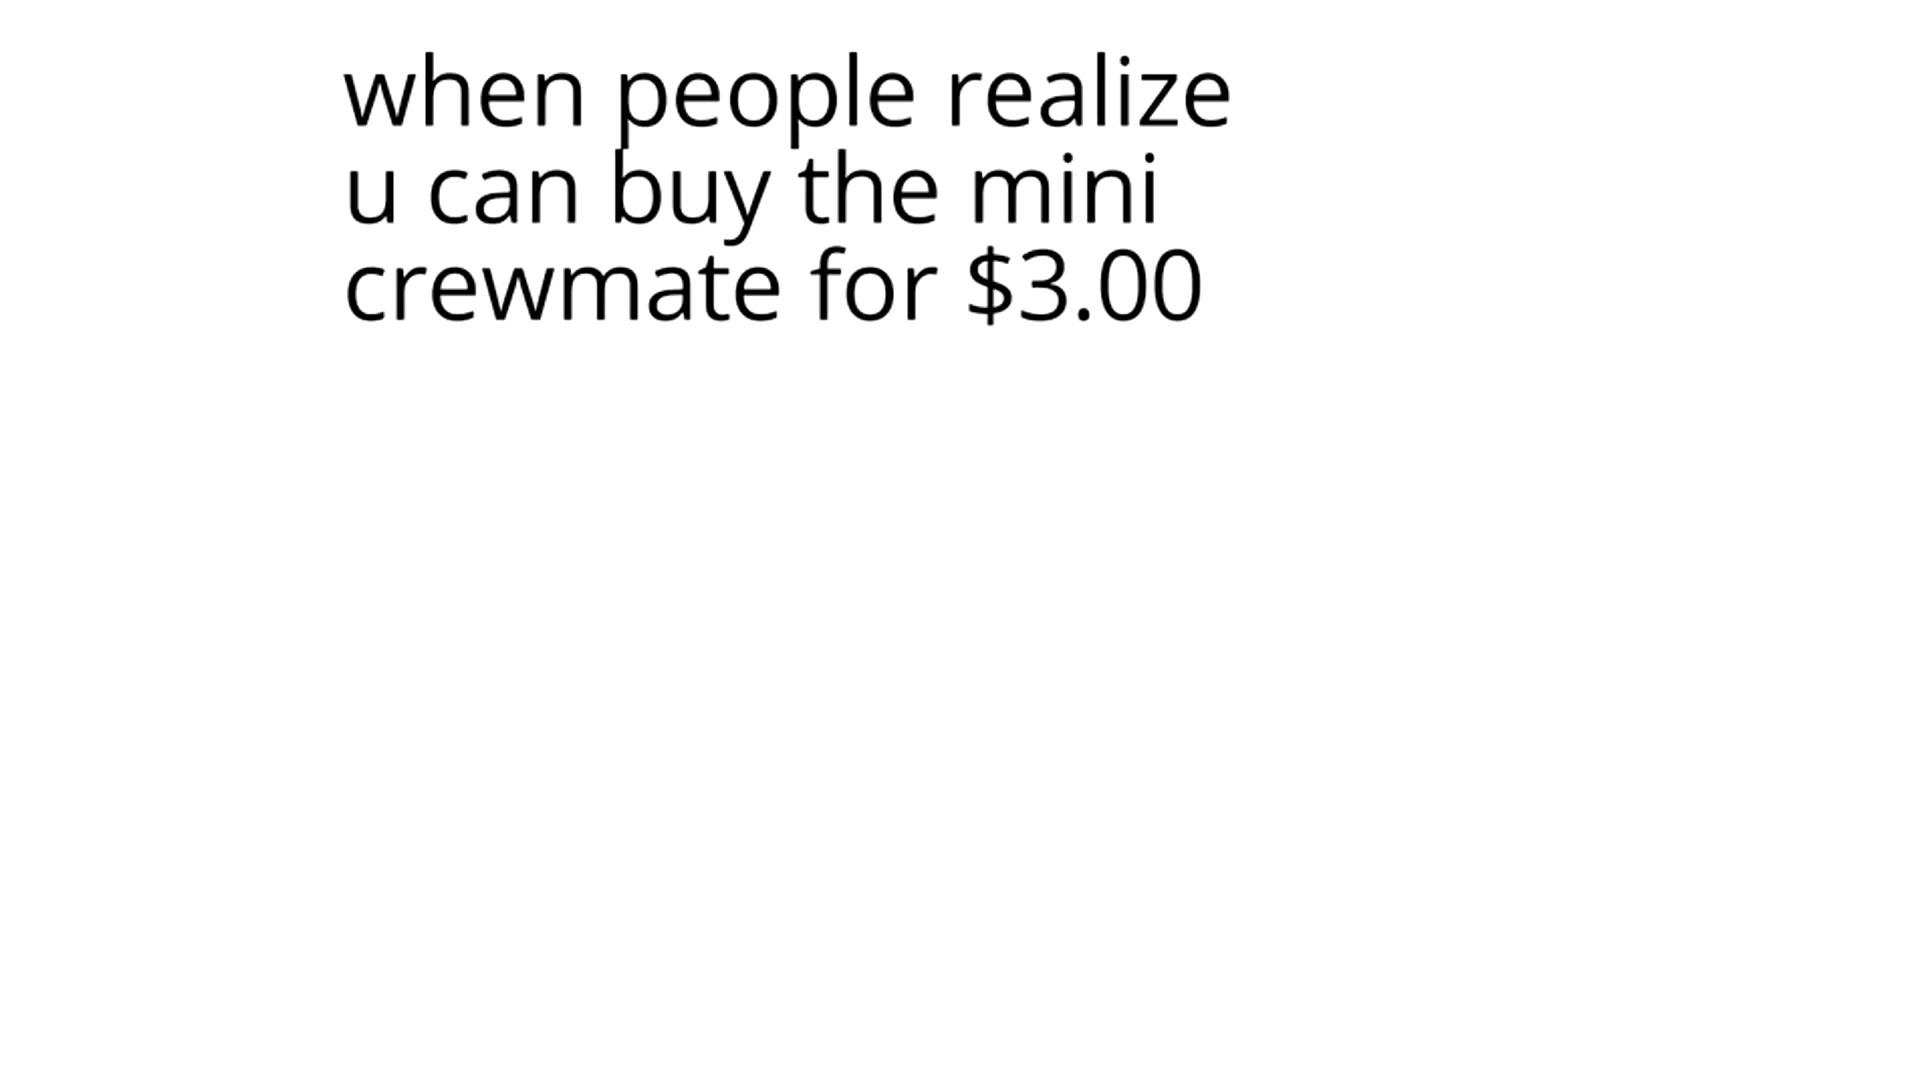 when people realize
u can buy the mini
crewmate for $3.00